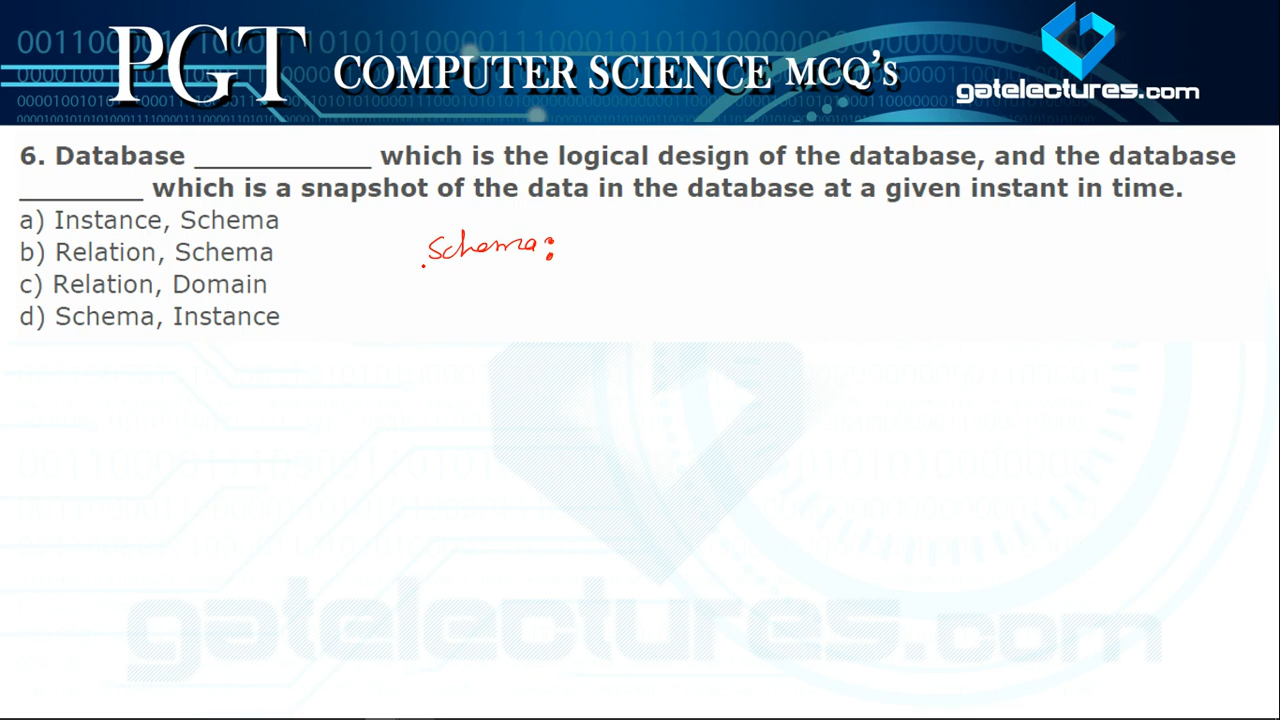 PGT COMPUTER SCIENCE MCQ'S
gatelectures.com
6. Database ____________ which is the logical design of the database, and the database
________ which is a snapshot of the data in the database at a given instant in time.
a) Instance, Schema
b) Relation, Schema
c) Relation, Domain
d) Schema, Instance
Schema:
gatelectures.com